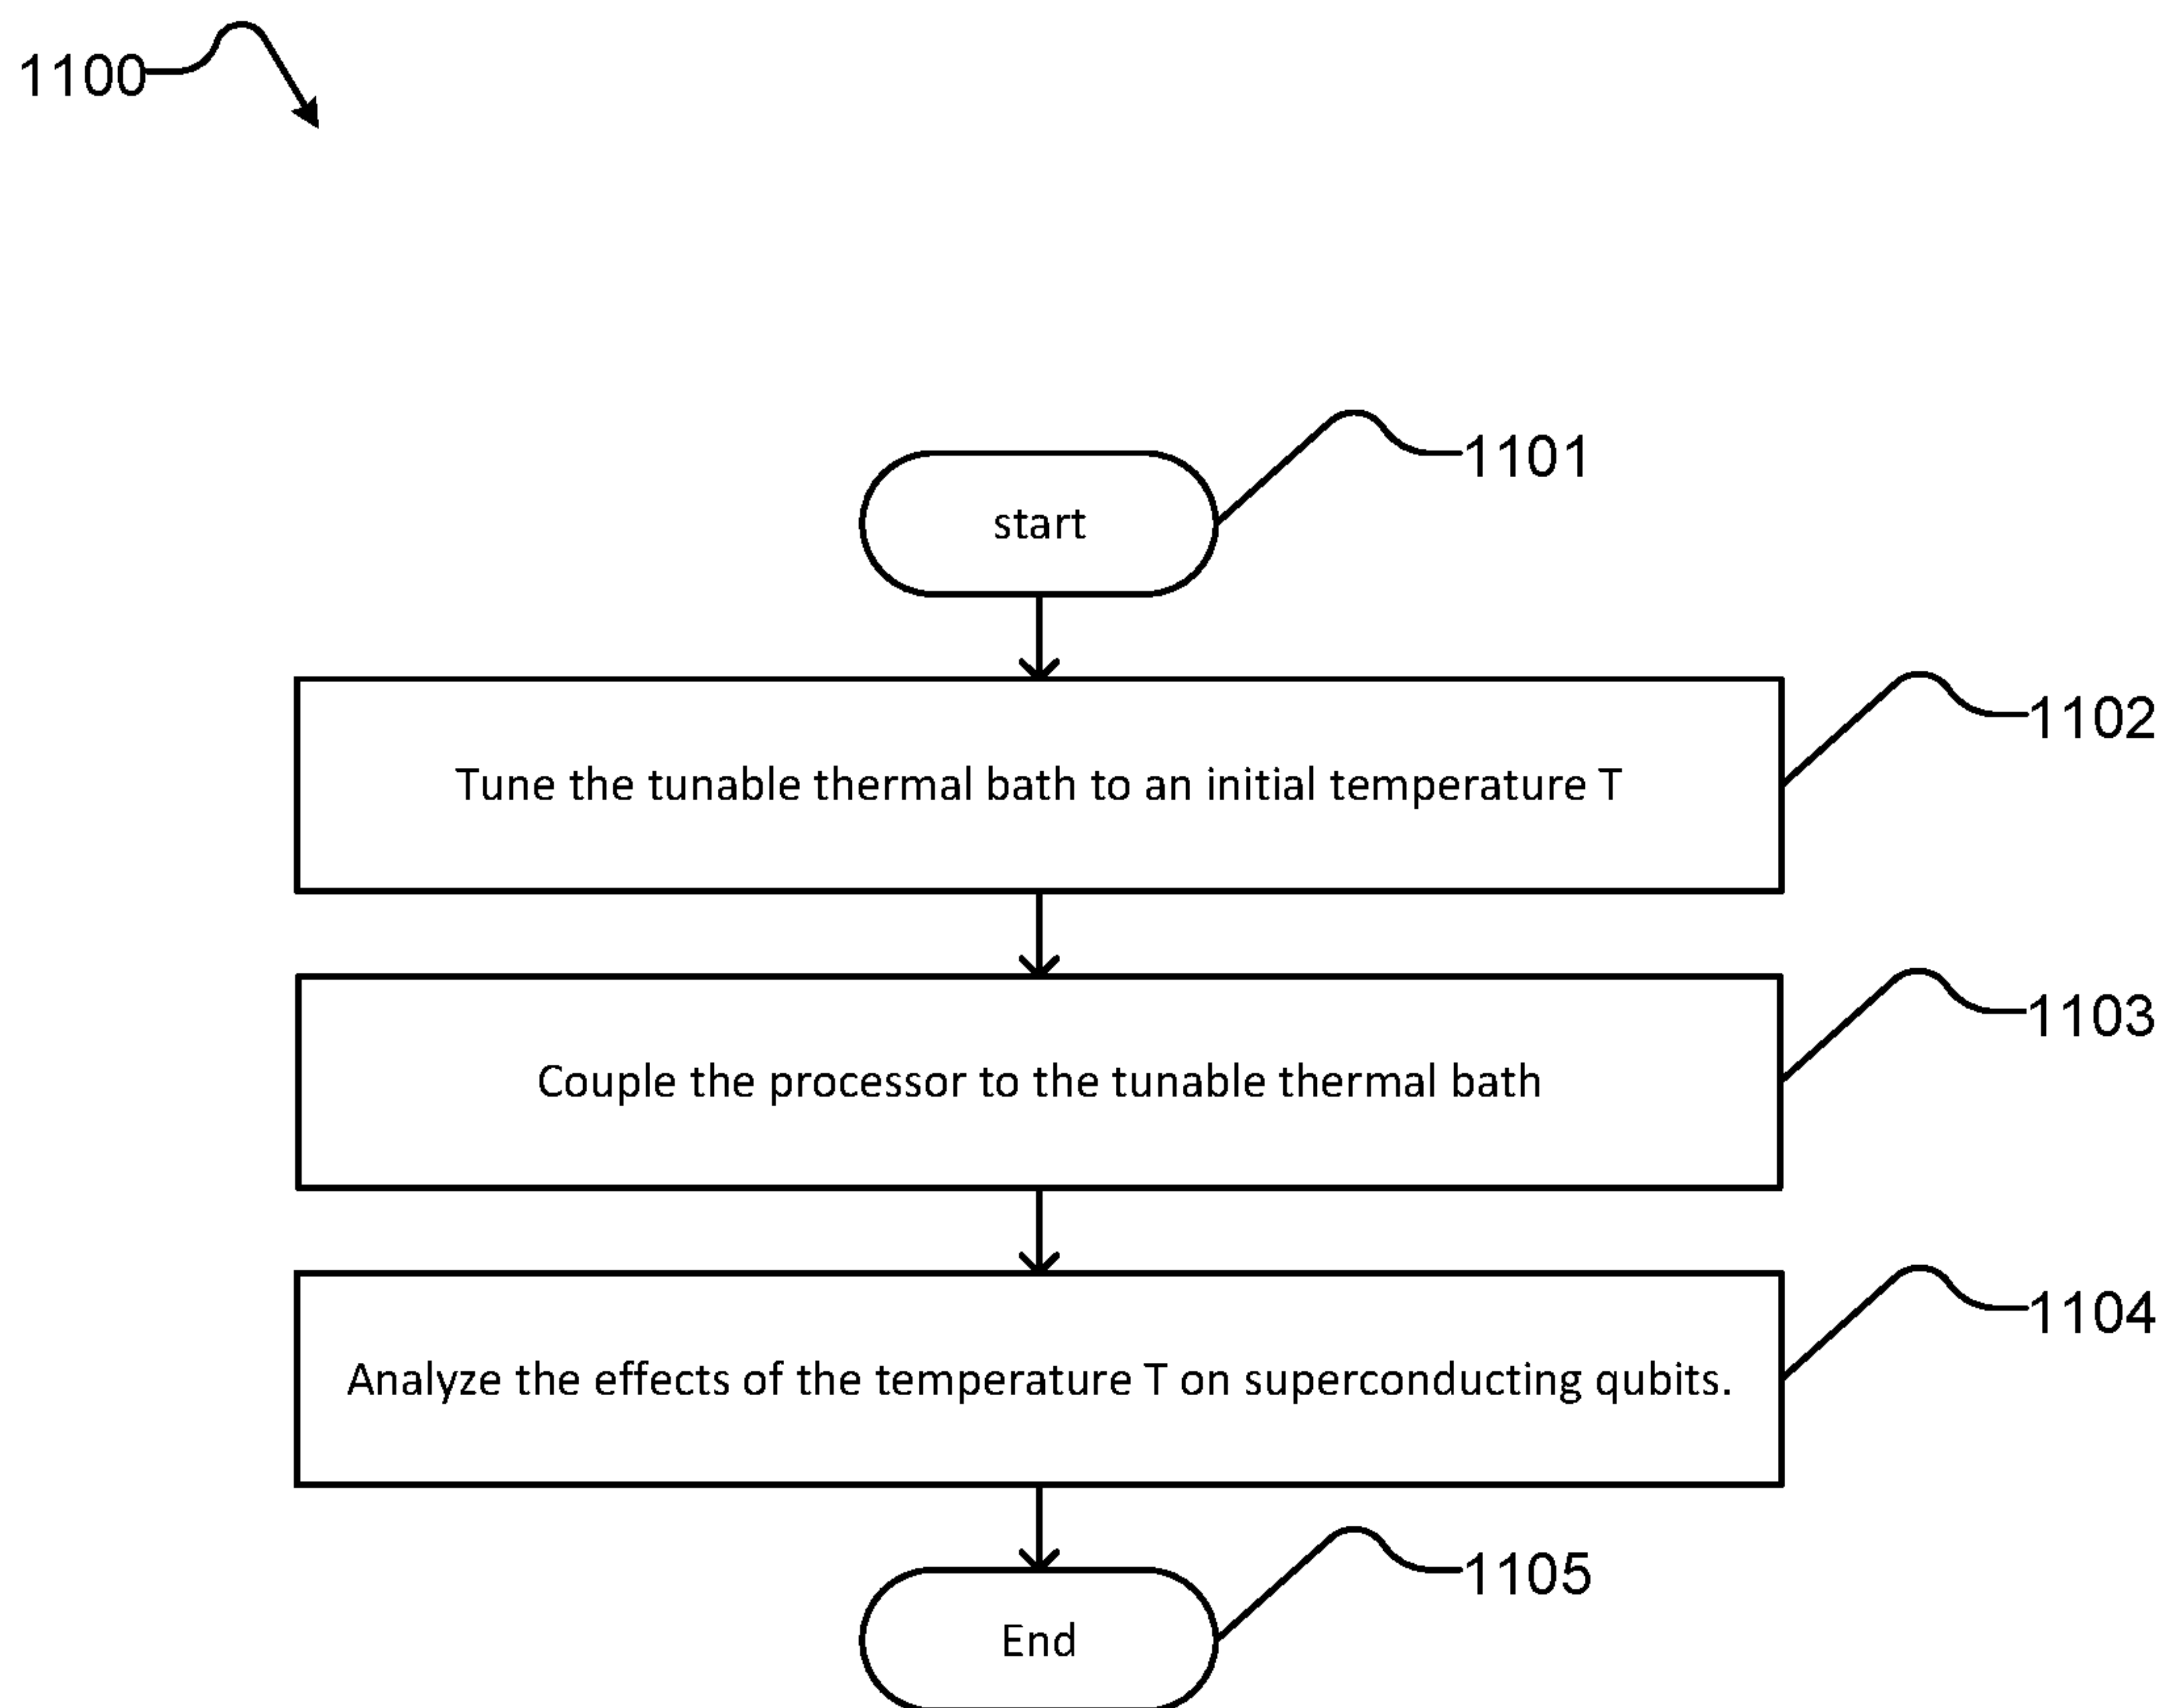 1100
1101
start
1102
Tune the tunable thermal bath to an initial temperature T
1103
Couple the processor to the tunable thermal bath
1104
Analyze the effects of the temperature T on superconducting qubits.
1105
End